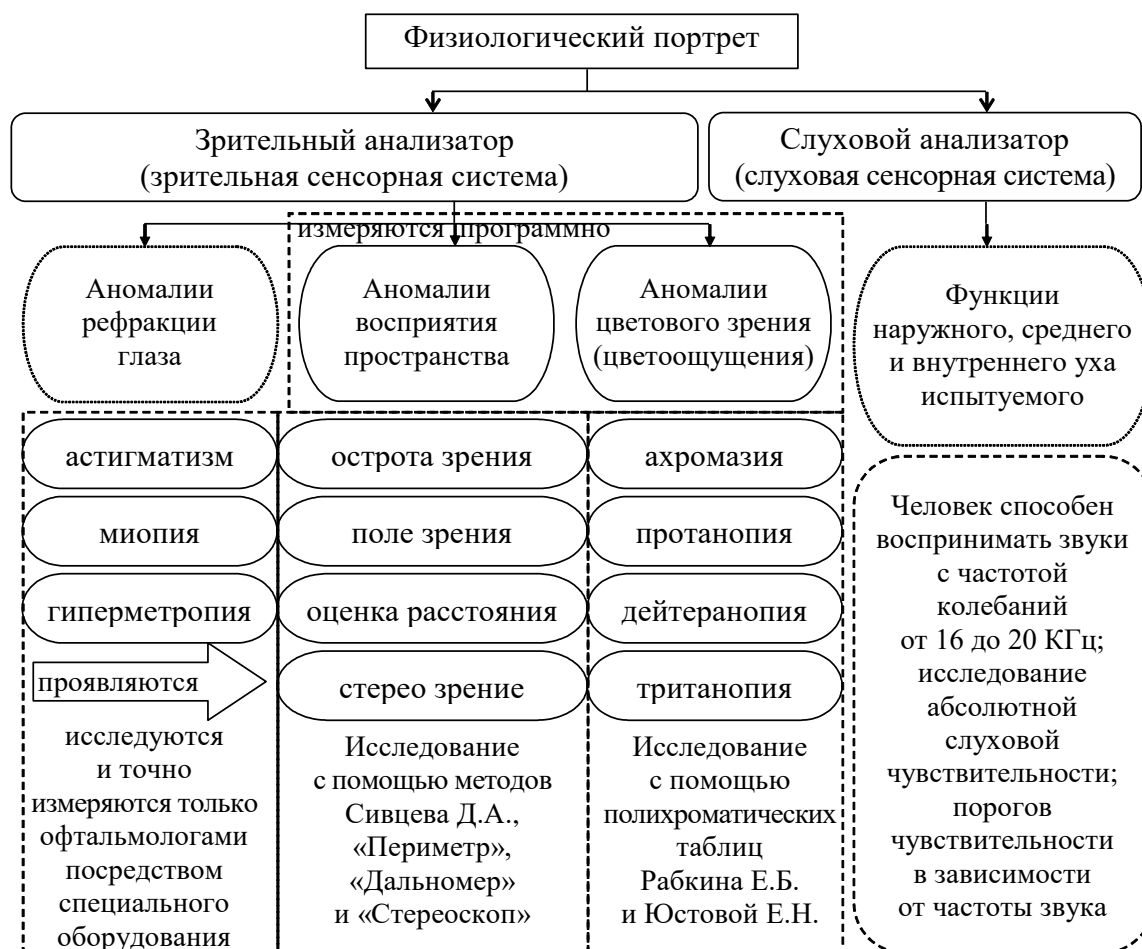 Физиологический портрет
Зрительный анализатор
(зрительная сенсорная система)
Слуховой анализатор
(слуховая сенсорная система)
измеряются программно
Аномалии
рефракции
глаза
Аномалии
восприятия
пространства
Аномалии
цветового зрения
(цветоощущения)
Функции
наружного, среднего
и внутреннего уха
испытуемого
астигматизм
миопия
гиперметропия
проявляются
исследуются
и точно
измеряются только
офтальмологами
посредством
специального
оборудования
острота зрения
поле зрения
оценка расстояния
стерео зрение
Исследование
с помощью методов
Сивцева Д.А.,
«Периметр»,
«Дальномер»
и «Стереоскоп»
ахромазия
протанопия
дейтеранопия
тританопия
Исследование
с помощью
полихроматических
таблиц
Рабкина Е.Б.
и Юстовой Е.Н.
Человек способен
воспринимать звуки
с частотой
колебаний
от 16 до 20 КГц;
исследование
абсолютной
слуховой
чувствительности;
порогов
чувствительности
в зависимости
от частоты звука